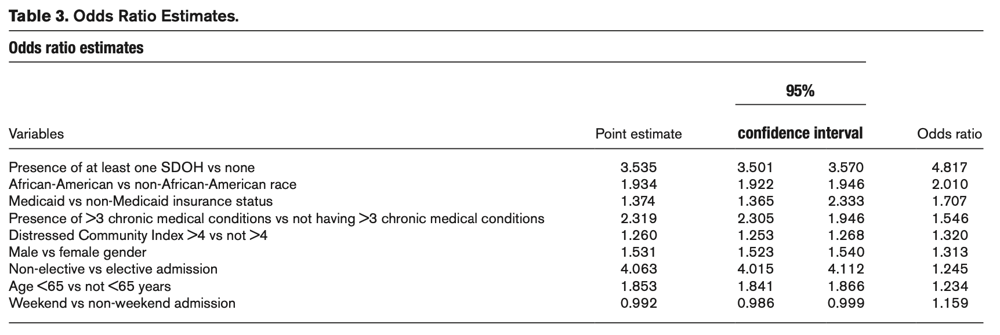 Table 3. Odds Ratio Estimates.
Odds ratio estimates
95%
Variables Point estimate confidence interval Odds ratio
Presence of at least one SDOH vs none 3.535 3.501 3.570 4.817
African-American vs non-African-American race 1.934 1.922 1.946 2.010
Medicaid vs non-Medicaid insurance status 1.374 1.365 2.333 1.707
Presence of >3 chronic medical conditions vs not having >3 chronic medical conditions 2.319 2.305 1.946 1.546
Distressed Community Index >4 vs not >4 1.260 1.253 1.268 1.320
Male vs female gender 1.531 1.523 1.540 1.313
Non-elective vs elective admission 4.063 4.015 4.112 1.245
Age <65 vs not <65 years 1.853 1.841 1.866 1.234
Weekend vs non-weekend admission 0.992 0.986 0.999 1.159